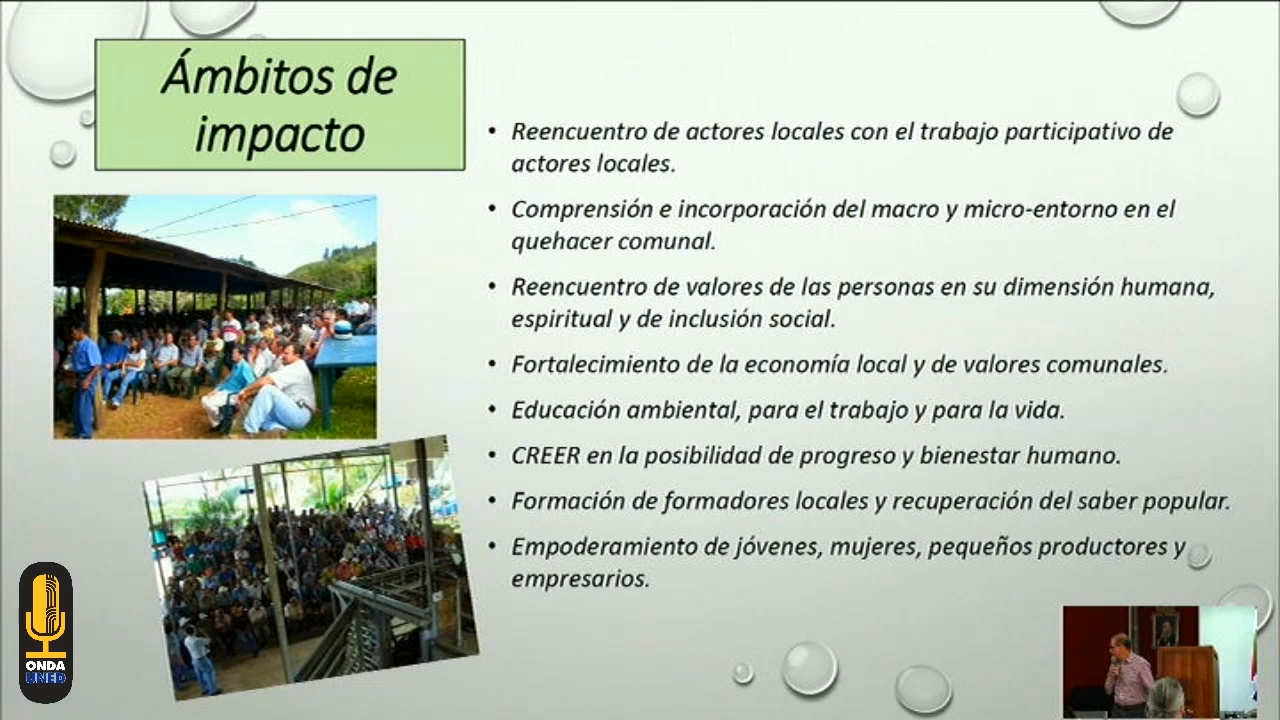 Ámbitos de
impacto
• Reencuentro de actores locales con el trabajo participativo de
actores locales.
• Comprensión e incorporación del macro y micro-entorno en el
quehacer comunal.
• Reencuentro de valores de las personas en su dimensión humana,
espiritual y de inclusión social.
• Fortalecimiento de la economía local y de valores comunales.
• Educación ambiental, para el trabajo y para la vida.
• CREER en la posibilidad de progreso y bienestar humano.
• Formación de formadores locales y recuperación del saber popular.
• Empoderamiento de jóvenes, mujeres, pequeños productores y
empresarios.
ONDA
UNED